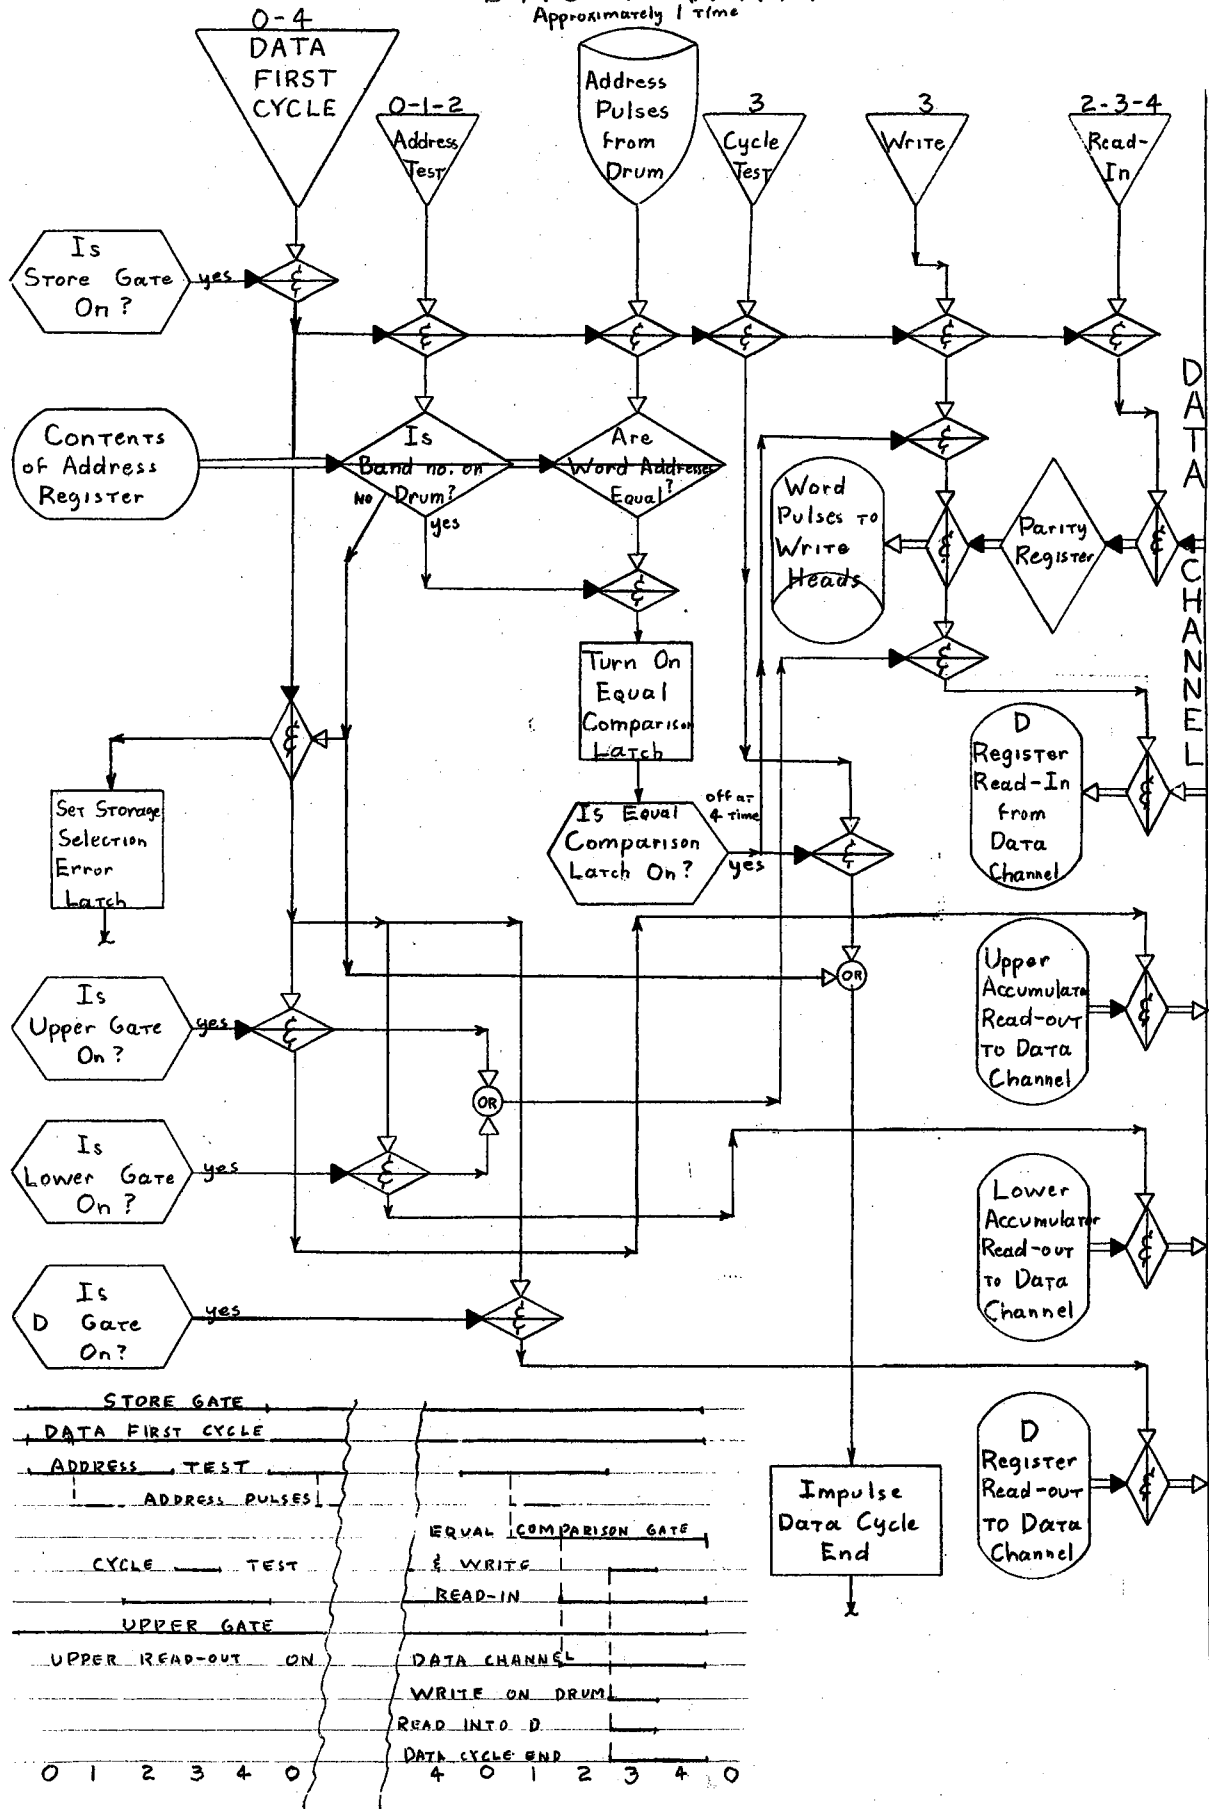 Approximately 1 Time
0-4
DATA
FIRST
CYCLE
0-1-2
Address
Test
Address
Pulses
from
Drum
3
Cycle
Test
3
Write
2-3-4
Read-
In
Is
Store Gate
On?
yes
&
&
&
&
&
&
Contents
of Address
Register
Is
Band no. on
Drum?
NO
yes
Are
Word Addresses
Equal?
&
&
Word
Pulses to
Write
Heads
&
Parity
Register
&
DATA CHANNEL
&
Turn On
Equal
Comparison
Latch
&
Set Storage
Selection
Error
Latch
Is Equal
Comparison
Latch On?
off at
4 time
yes
&
D
Register
Read-In
from
Data
Channel
&
Upper
Accumulator
Read-out
to Data
Channel
&
OR
Is
Upper Gate
On?
yes
&
OR
Is
Lower Gate
On?
yes
&
Lower
Accumulator
Read-out
to Data
Channel
&
Is
D Gate
On?
yes
&
D
Register
Read-out
to Data
Channel
&
Impulse
Data Cycle
End
STORE GATE
DATA FIRST CYCLE
ADDRESS TEST
ADDRESS PULSES
EQUAL COMPARISON GATE
CYCLE TEST & WRITE
READ-IN
UPPER GATE
UPPER READ-OUT ON DATA CHANNEL
WRITE ON DRUM
READ INTO D
DATA CYCLE END
0 1 2 3 4 0 4 0 1 2 3 4 0